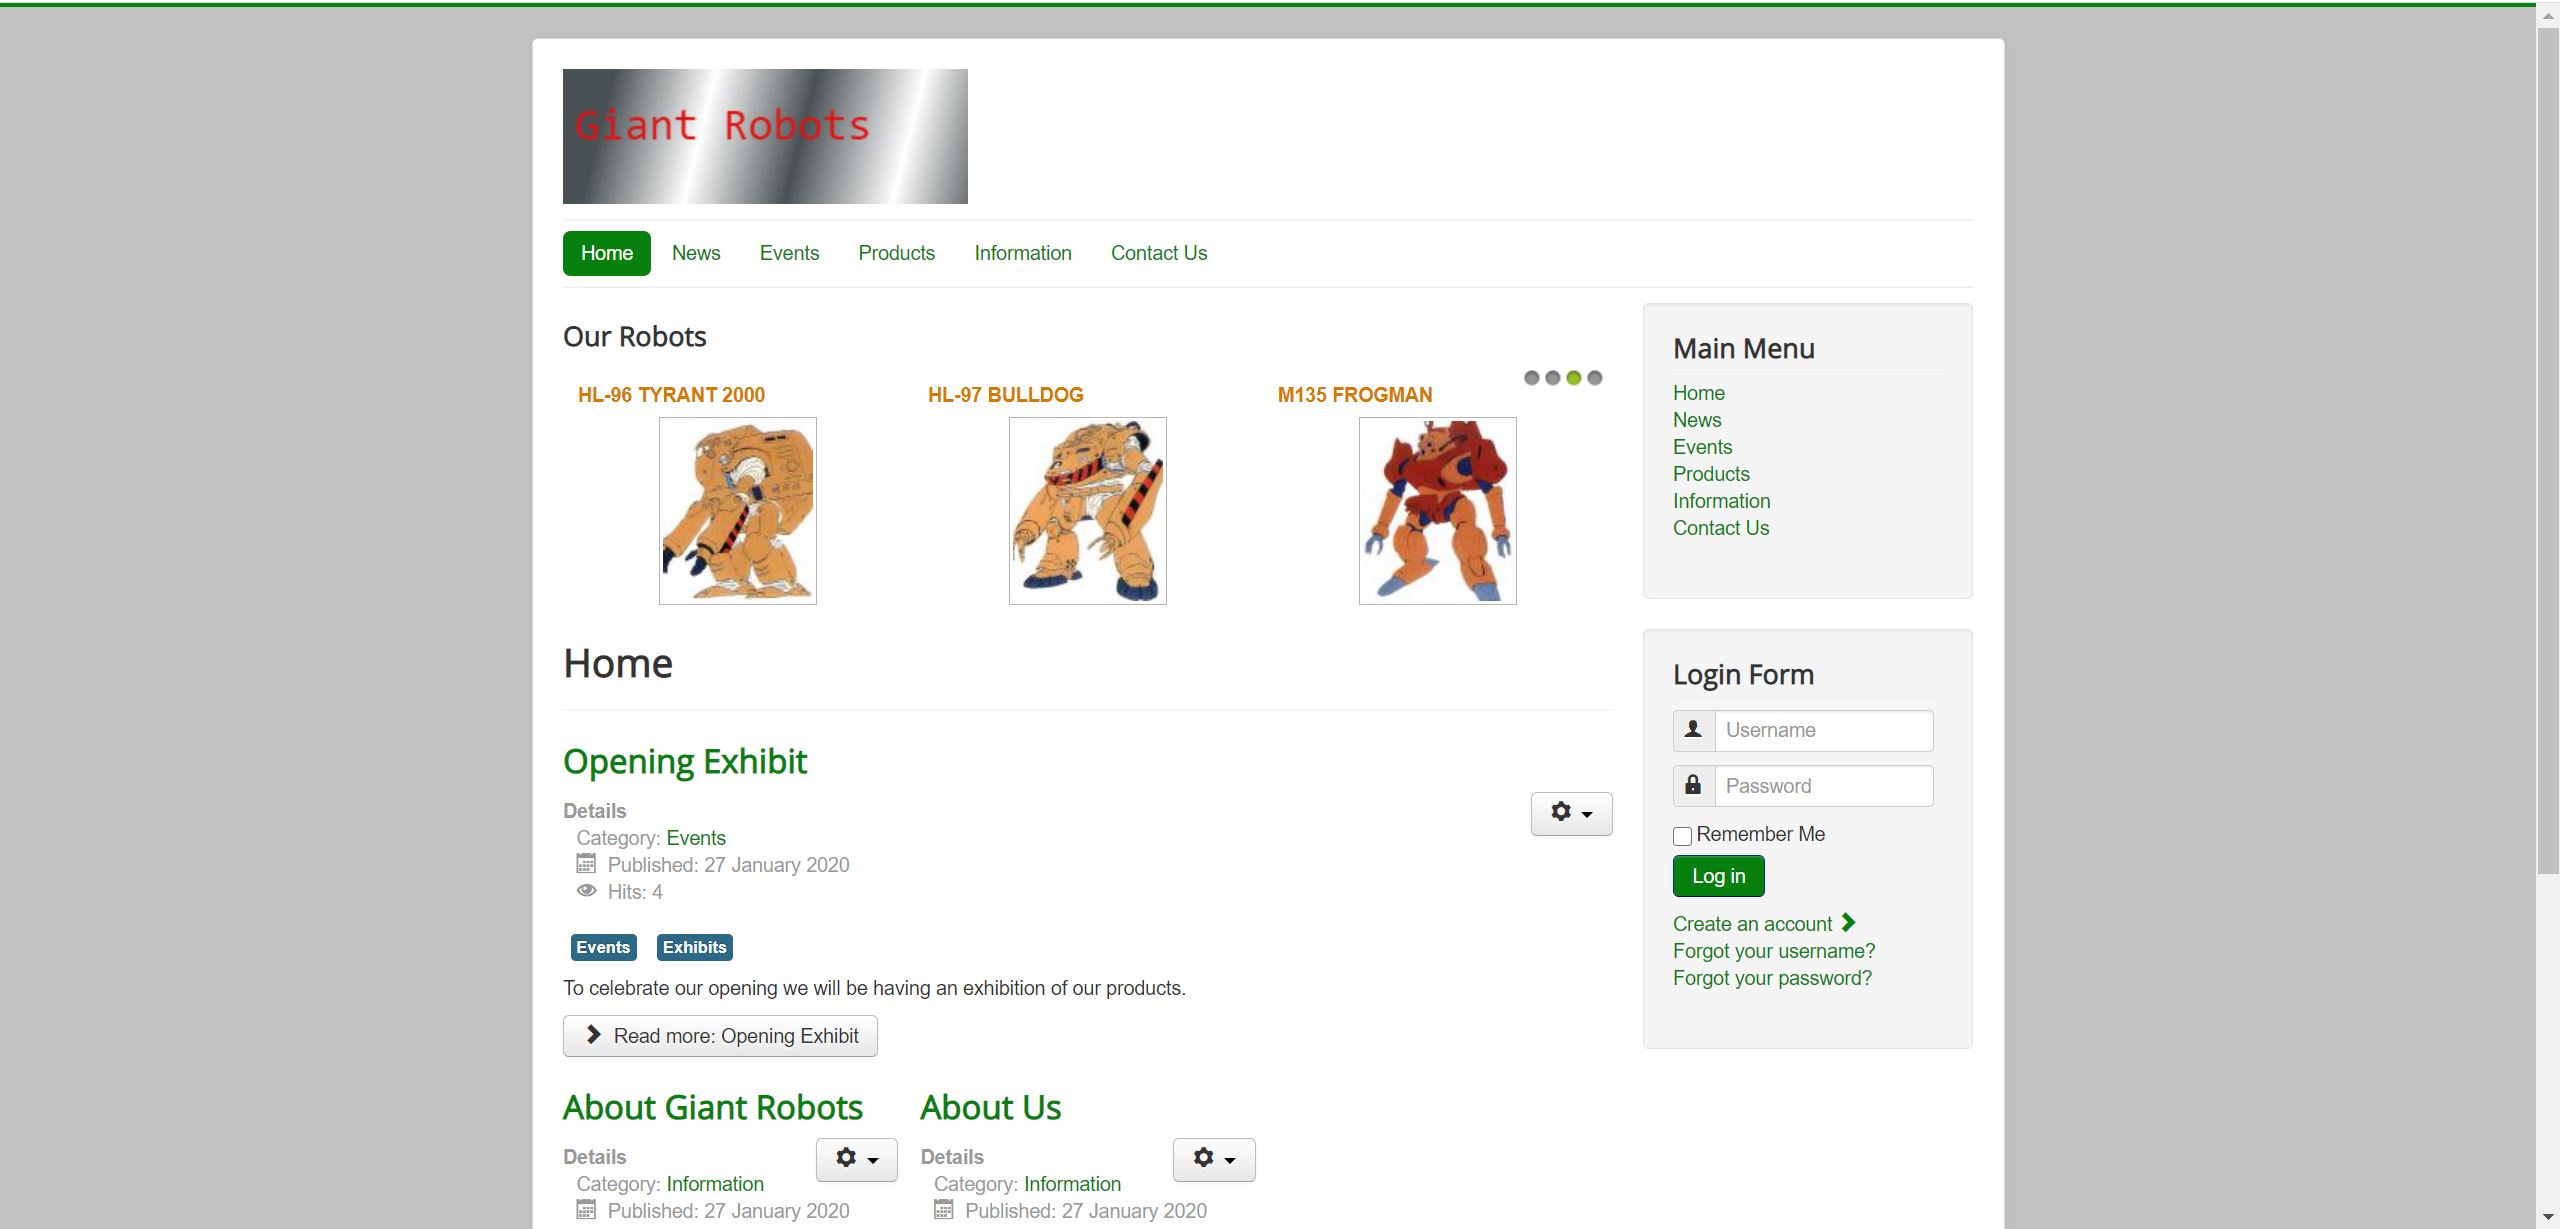 Giant Robots
Home News Events Products Information Contact Us
Our Robots
HL-96 TYRANT 2000
HL-97 BULLDOG
M135 FROGMAN
Home
Opening Exhibit
Details
Category: Events
Published: 27 January 2020
Hits: 4
Events Exhibits
To celebrate our opening we will be having an exhibition of our products.
Read more: Opening Exhibit
About Giant Robots
Details
Category: Information
Published: 27 January 2020
About Us
Details
Category: Information
Published: 27 January 2020
Main Menu
Home
News
Events
Products
Information
Contact Us
Login Form
Username
Password
Remember Me
Log in
Create an account
Forgot your username?
Forgot your password?